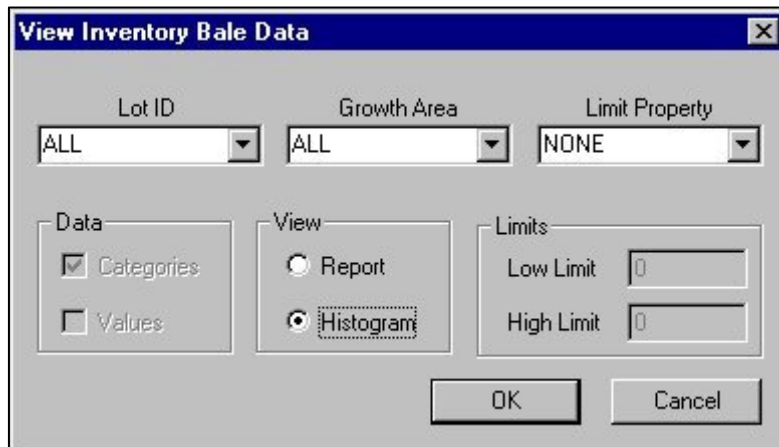 View Inventory Bale Data
Lot ID Growth Area Limit Property
ALL ALL NONE
Data View Limits
Categories Report Low Limit 0
Values Histogram High Limit 0
OK Cancel